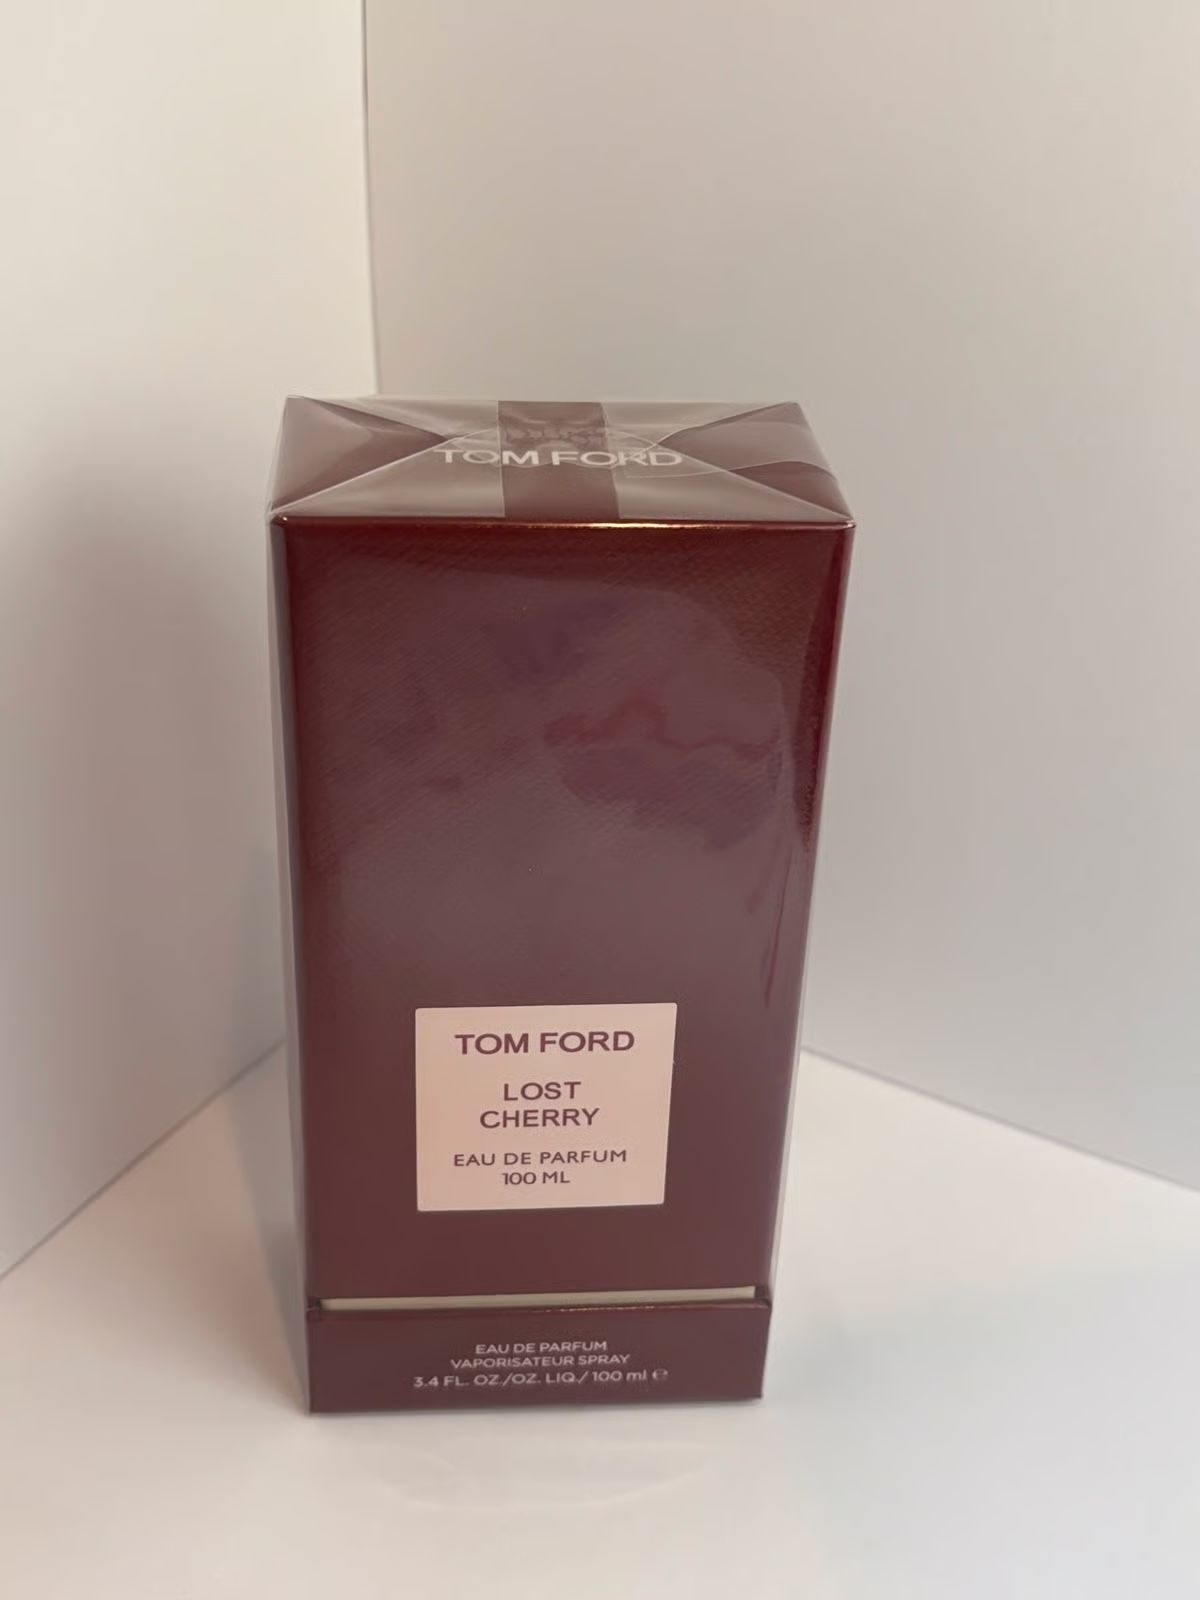 TOM FORD
TOM FORD
LOST
CHERRY
EAU DE PARFUM
100 ML
EAU DE PARFUM
VAPORISATEUR SPRAY
3.4 FL. OZ./OZ. LIQ./ 100 ml ℮